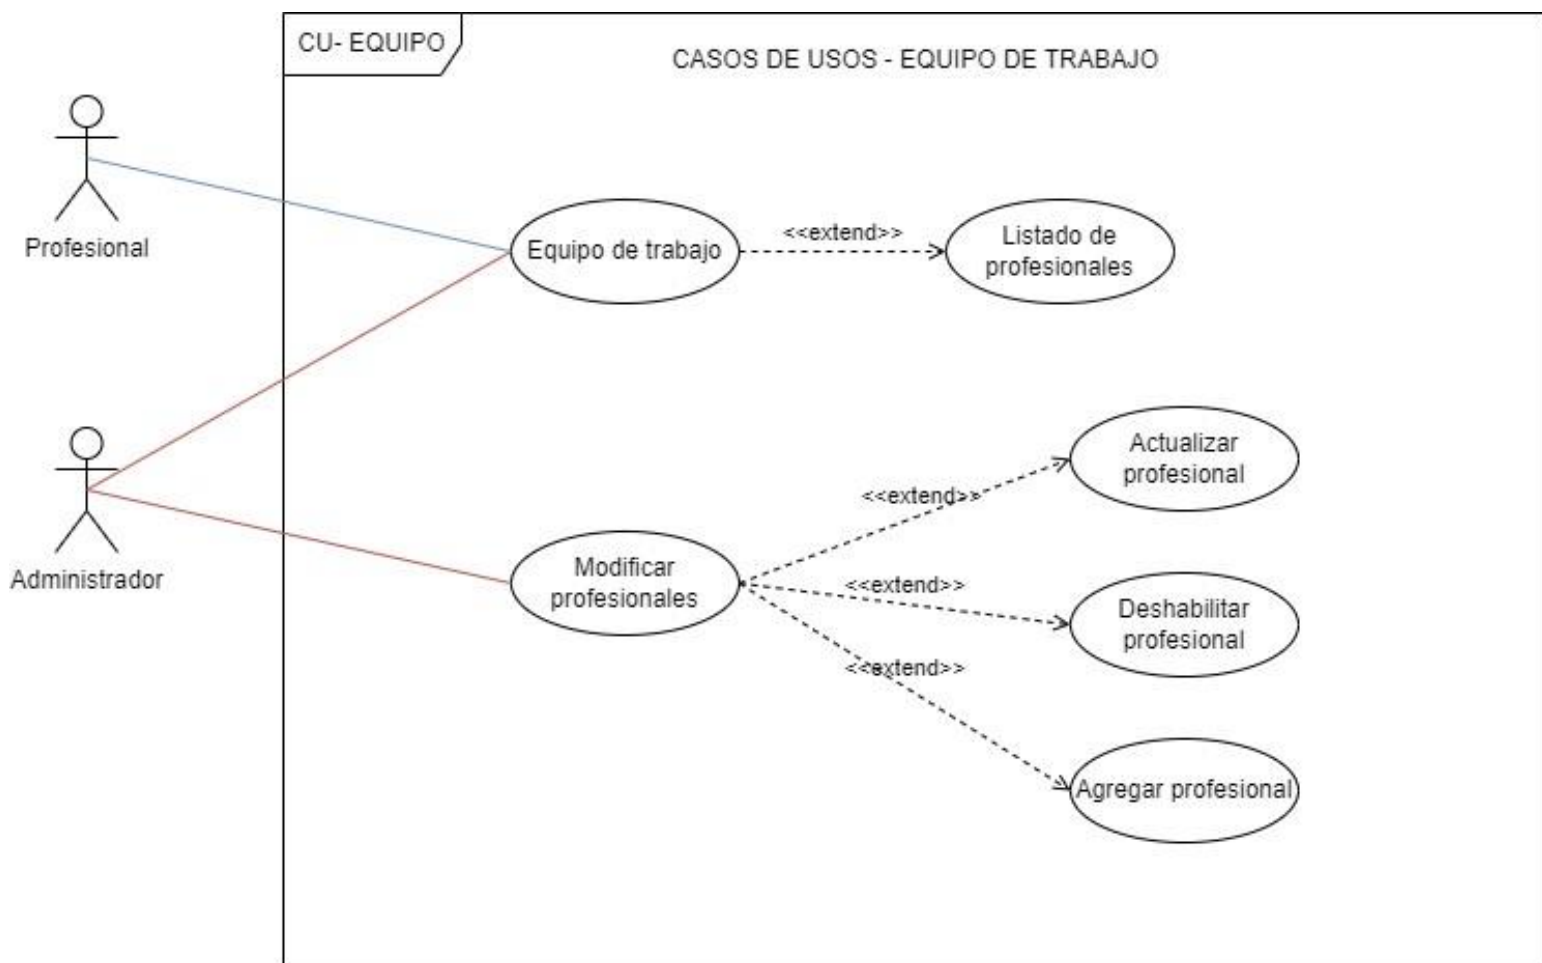 CU- EQUIPO
CASOS DE USOS - EQUIPO DE TRABAJO
Profesional
Equipo de trabajo
<<extend>>
Listado de
profesionales
Administrador
Modificar
profesionales
<<extend>>
Actualizar
profesional
<<extend>>
Deshabilitar
profesional
<<extend>>
Agregar profesional